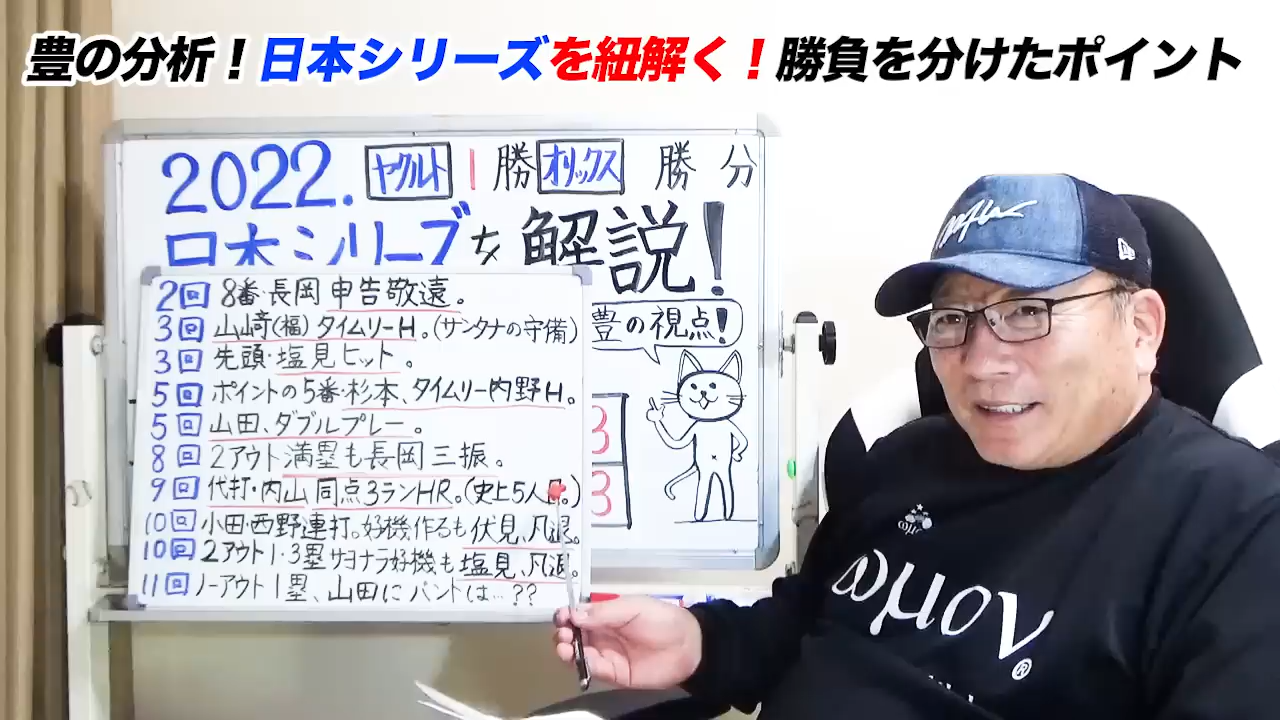 豊の分析！日本シリーズを紐解く！勝負を分けたポイント
2022. ヤクルト 1勝 オリックス 勝 分
日本シリーズを解説!
2回 8番・長岡 申告敬遠。
3回 山﨑(福) タイムリーH。(サンタナの守備)
3回 先頭・塩見ヒット。
5回 ポイントの5番・杉本、タイムリー内野H。
5回 山田、ダブルプレー。
8回 2アウト満塁も長岡三振。
9回 代打・内山 同点3ランHR。(史上5人目。)
10回 小田・西野連打。好機作るも伏見、凡退。
10回 2アウト1・3塁サヨナラ好機も塩見、凡退。
11回 ノーアウト1塁、山田にバントは…??
豊の視点!
3
3
ωμον
®